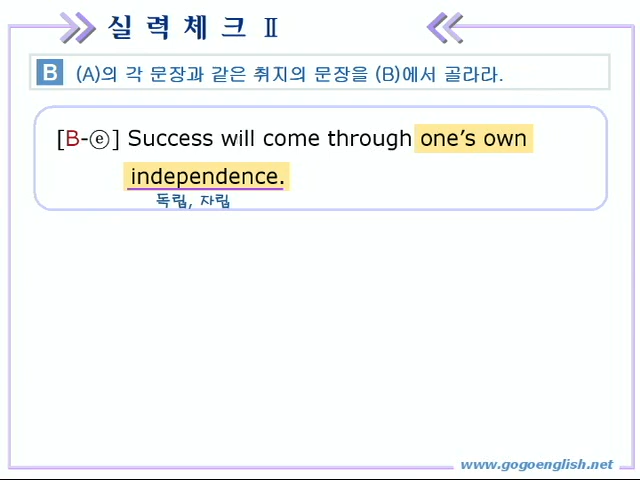 실력체크 Ⅱ
B (A)의 각 문장과 같은 취지의 문장을 (B)에서 골라라.
[B-ⓔ] Success will come through one's own
independence.
독립, 자립
www.gogoenglish.net